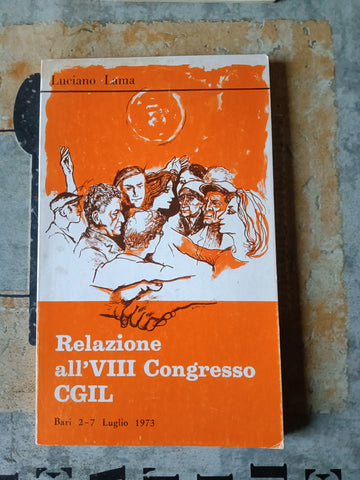 Luciano Lama
Relazione
all'VIII Congresso
CGIL
Bari 2-7 Luglio 1973